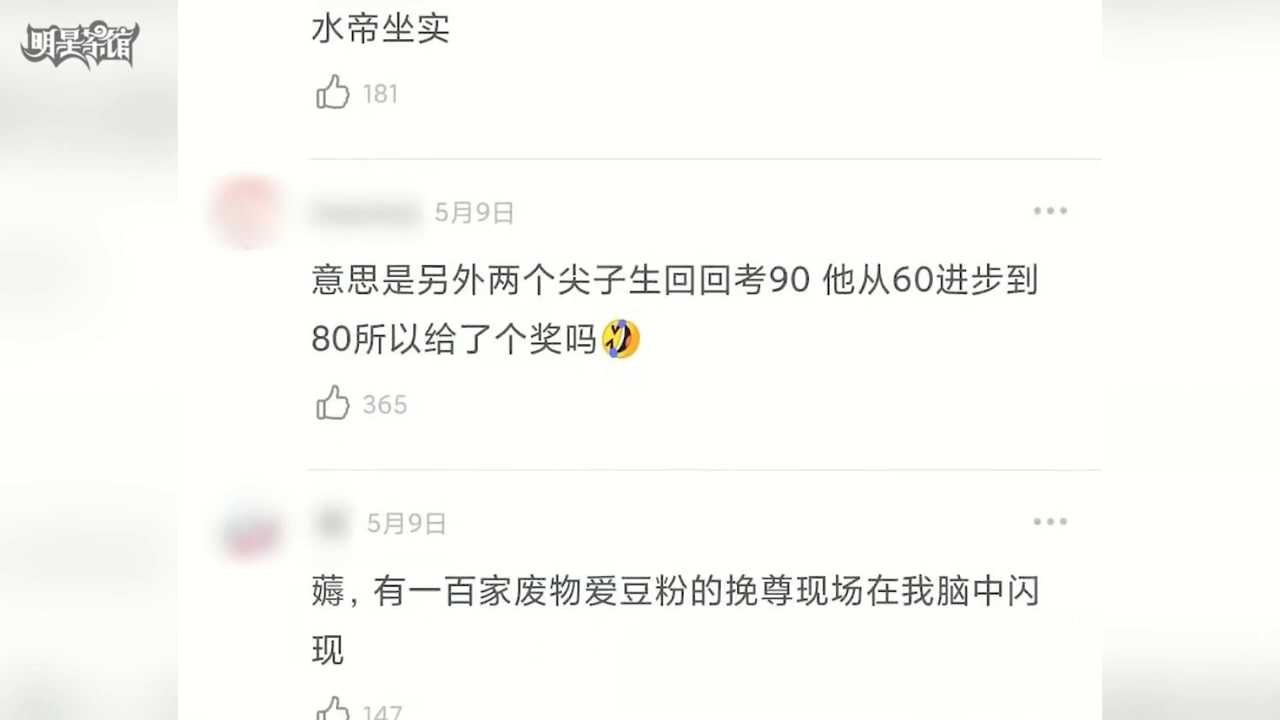 明星茶馆
水帝坐实
181
5月9日
意思是另外两个尖子生回回考90 他从60进步到
80所以给了个奖吗🤣
365
5月9日
薅，有一百家废物爱豆粉的挽尊现场在我脑中闪
现
147